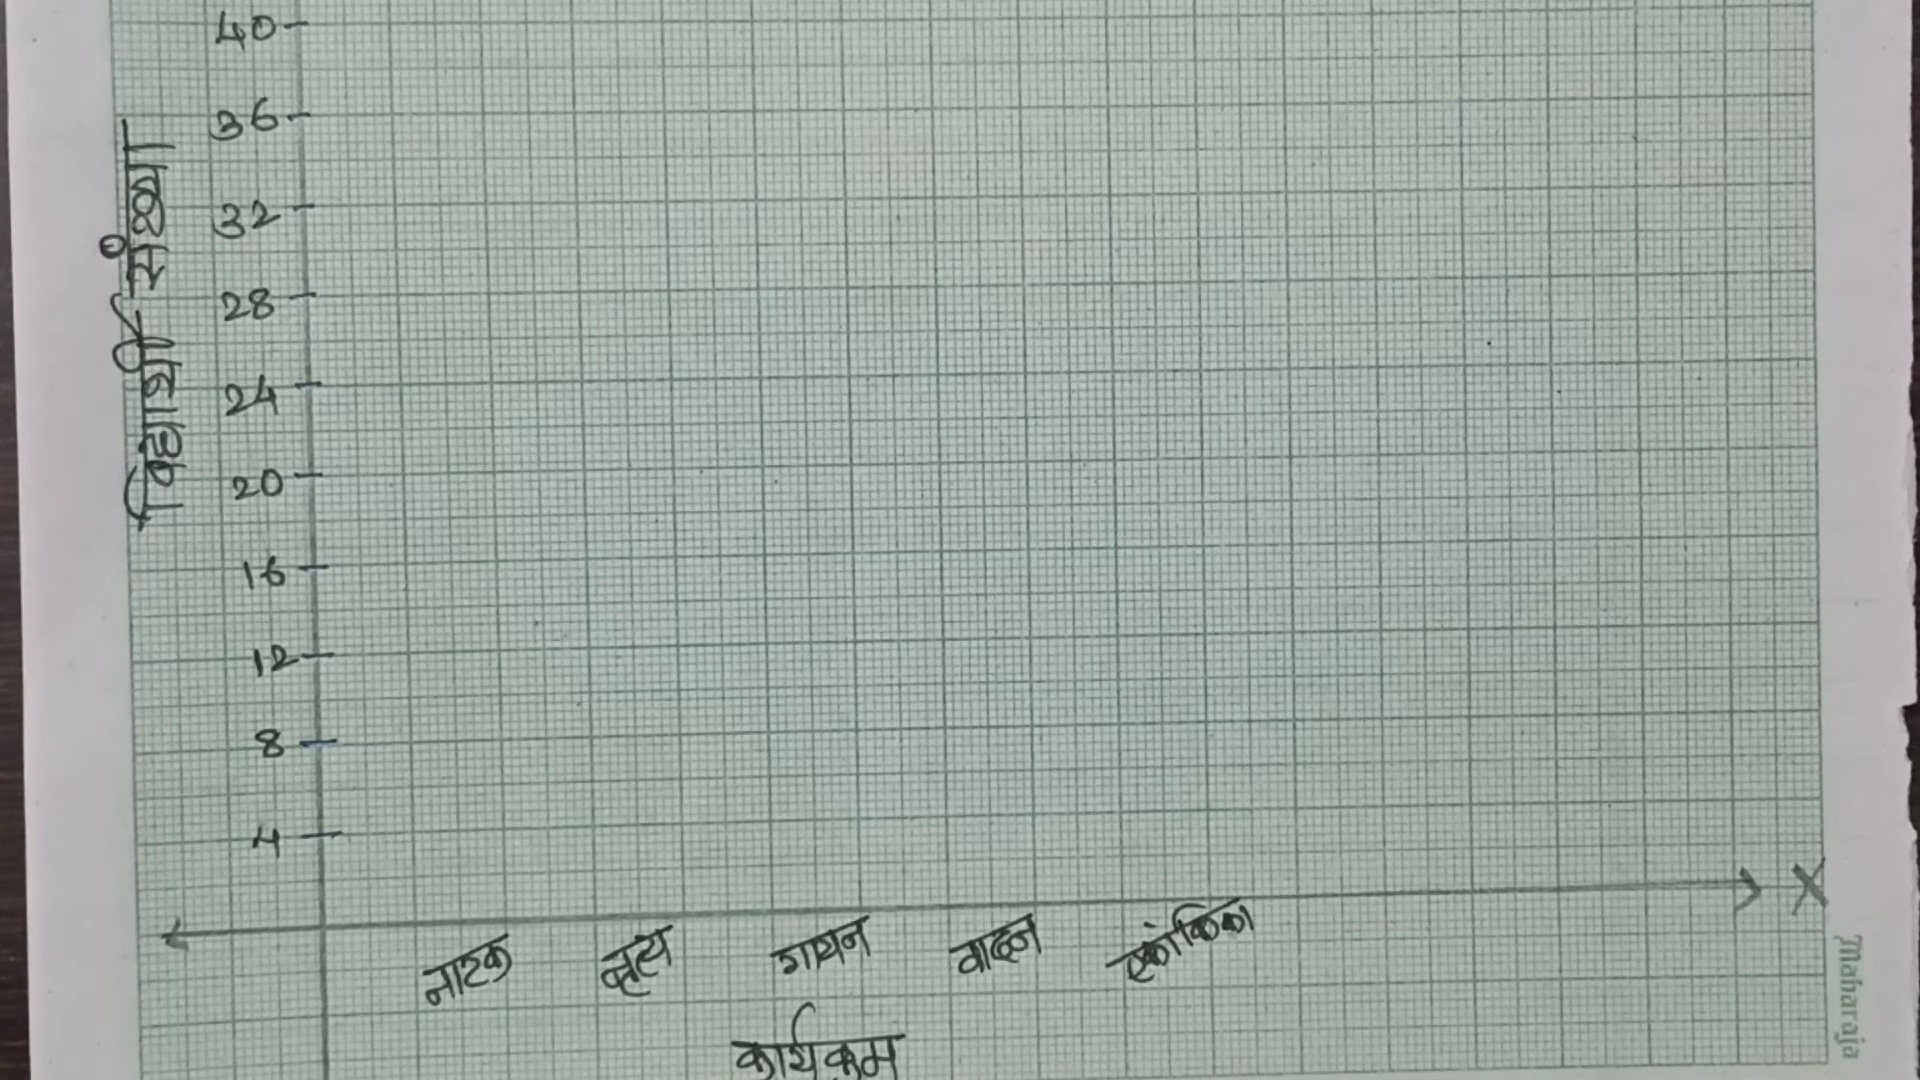 40
36
32
28
24
20
16
12
8
4
विद्यार्थी संख्या
X
नाटक नृत्य गायन वादन एकांकिका
कार्यक्रम
Maharaja